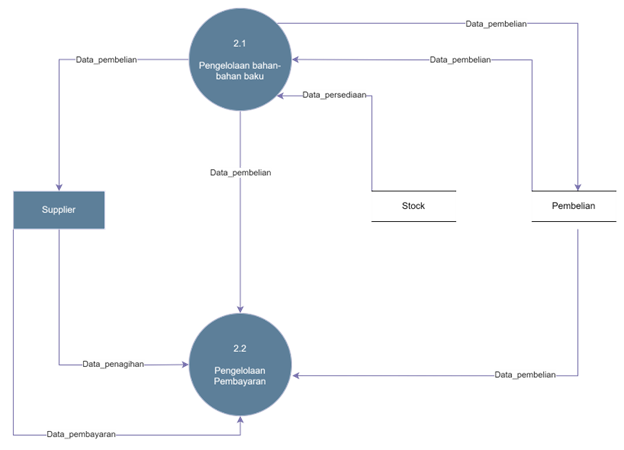 Data_pembelian
2.1
Pengelolaan bahan-
bahan baku
Data_pembelian
Data_pembelian
Data_persediaan
Data_pembelian
Supplier
Stock
Pembelian
2.2
Pengelolaan
Pembayaran
Data_penagihan
Data_pembelian
Data_pembayaran